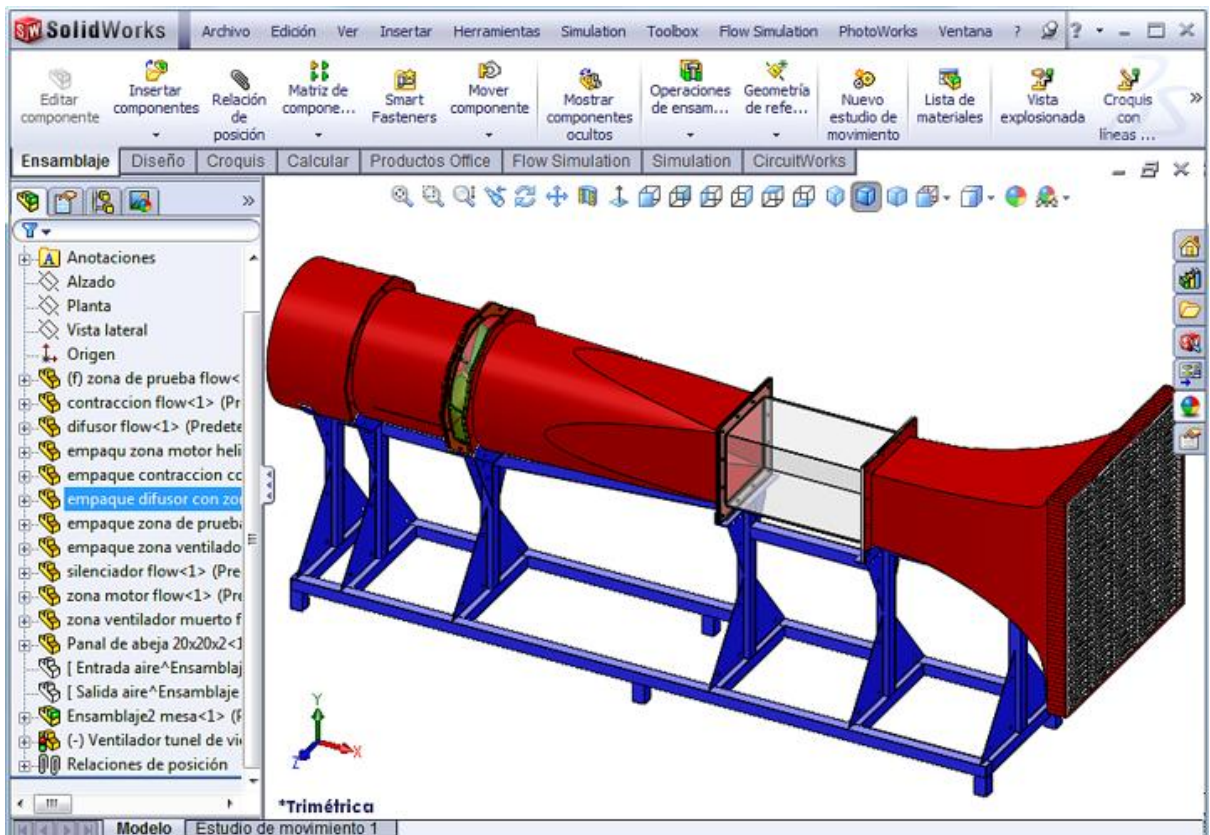 SolidWorks Archivo Edición Ver Insertar Herramientas Simulation Toolbox Flow Simulation PhotoWorks Ventana ? ?
Editar componente
Insertar componentes
Relación de posición
Matriz de compone...
Smart Fasteners
Mover componente
Mostrar componentes ocultos
Operaciones de ensam...
Geometría de refe...
Nuevo estudio de movimiento
Lista de materiales
Vista explosionada
Croquis con líneas ...
Ensamblaje Diseño Croquis Calcular Productos Office Flow Simulation Simulation CircuitWorks
A Anotaciones
Alzado
Planta
Vista lateral
Origen
(f) zona de prueba flow<
contraccion flow<1> (Pr
difusor flow<1> (Predete
empaqu zona motor heli
empaque contraccion co
empaque difusor con zo
empaque zona de prueba
empaque zona ventilado
silenciador flow<1> (Pre
zona motor flow<1> (Pre
zona ventilador muerto f
Panal de abeja 20x20x2<1
[ Entrada aire^Ensamblaj
[ Salida aire^Ensamblaje
Ensamblaje2 mesa<1> (P
(-) Ventilador tunel de vi
Relaciones de posición
Y
Z X
*Trimétrica
Modelo Estudio de movimiento 1